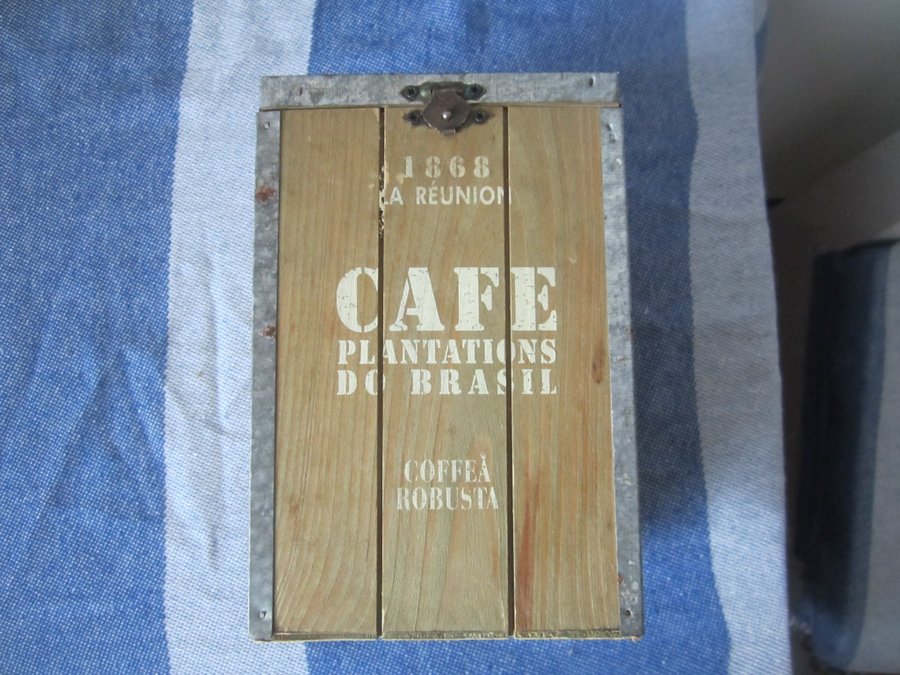 1868
LA RÉUNION
CAFE
PLANTATIONS
DO BRASIL
COFFEĂ
ROBUSTA